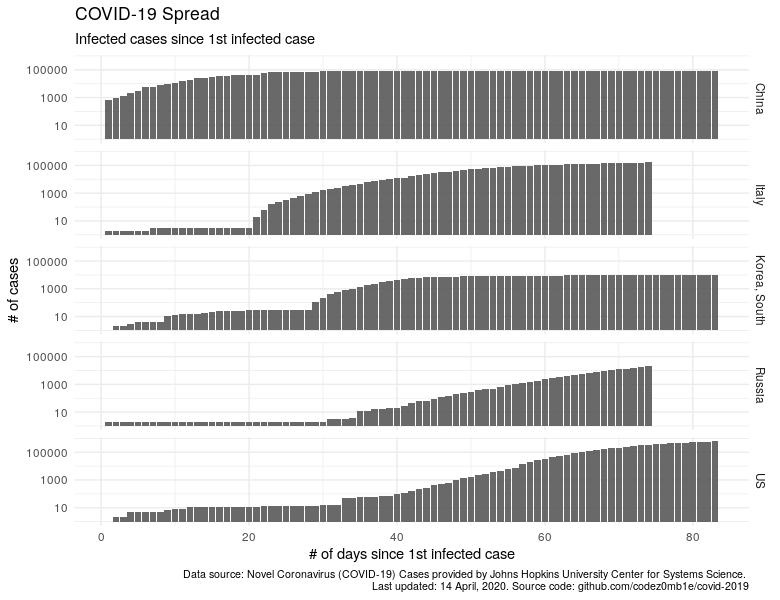 COVID-19 Spread
Infected cases since 1st infected case
100000
1000
10
China
100000
1000
10
Italy
100000
1000
10
Korea, South
100000
1000
10
Russia
100000
1000
10
US
# of cases
0 20 40 60 80
# of days since 1st infected case
Data source: Novel Coronavirus (COVID-19) Cases provided by Johns Hopkins University Center for Systems Science.
Last updated: 14 April, 2020. Source code: github.com/codez0mb1e/covid-2019